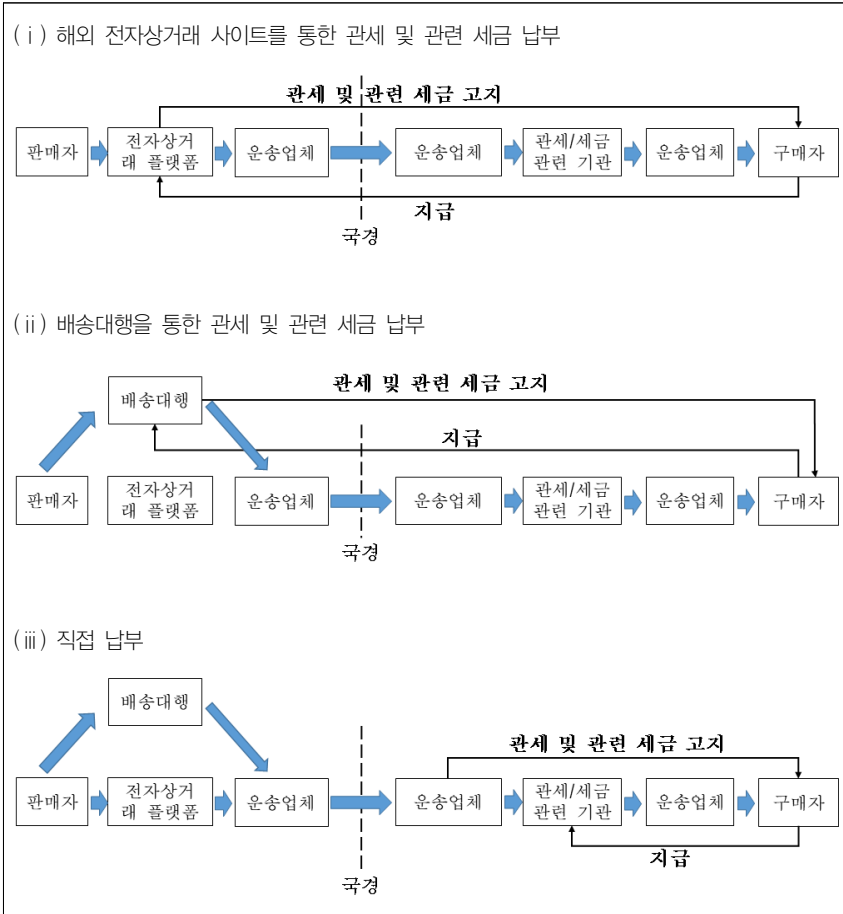 (ⅰ) 해외 전자상거래 사이트를 통한 관세 및 관련 세금 납부
관세 및 관련 세금 고지
판매자
전자상거
래 플랫폼
운송업체
운송업체
관세/세금
관련 기관
운송업체
구매자
지급
국경
(ⅱ) 배송대행을 통한 관세 및 관련 세금 납부
배송대행
관세 및 관련 세금 고지
지급
판매자
전자상거
래 플랫폼
운송업체
운송업체
관세/세금
관련 기관
운송업체
구매자
국경
(ⅲ) 직접 납부
배송대행
관세 및 관련 세금 고지
판매자
전자상거
래 플랫폼
운송업체
운송업체
관세/세금
관련 기관
운송업체
구매자
지급
국경